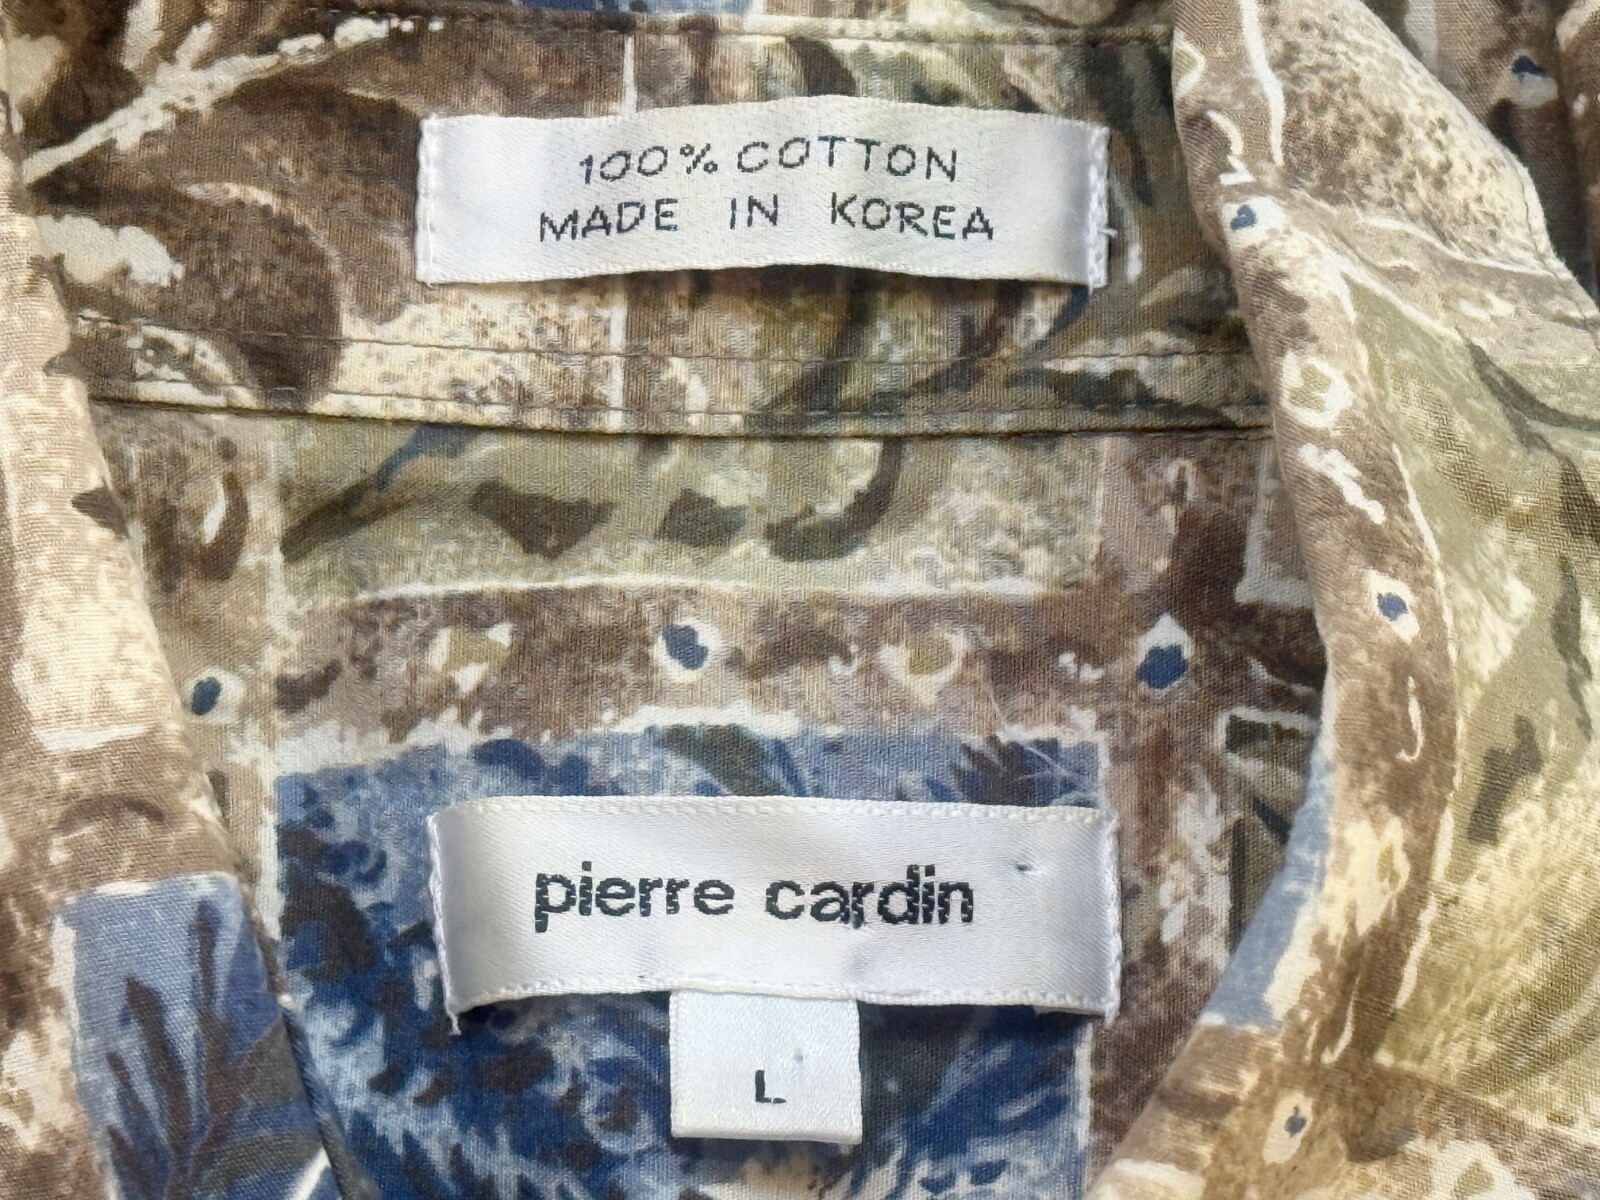 100% COTTON
MADE IN KOREA
pierre cardin
L